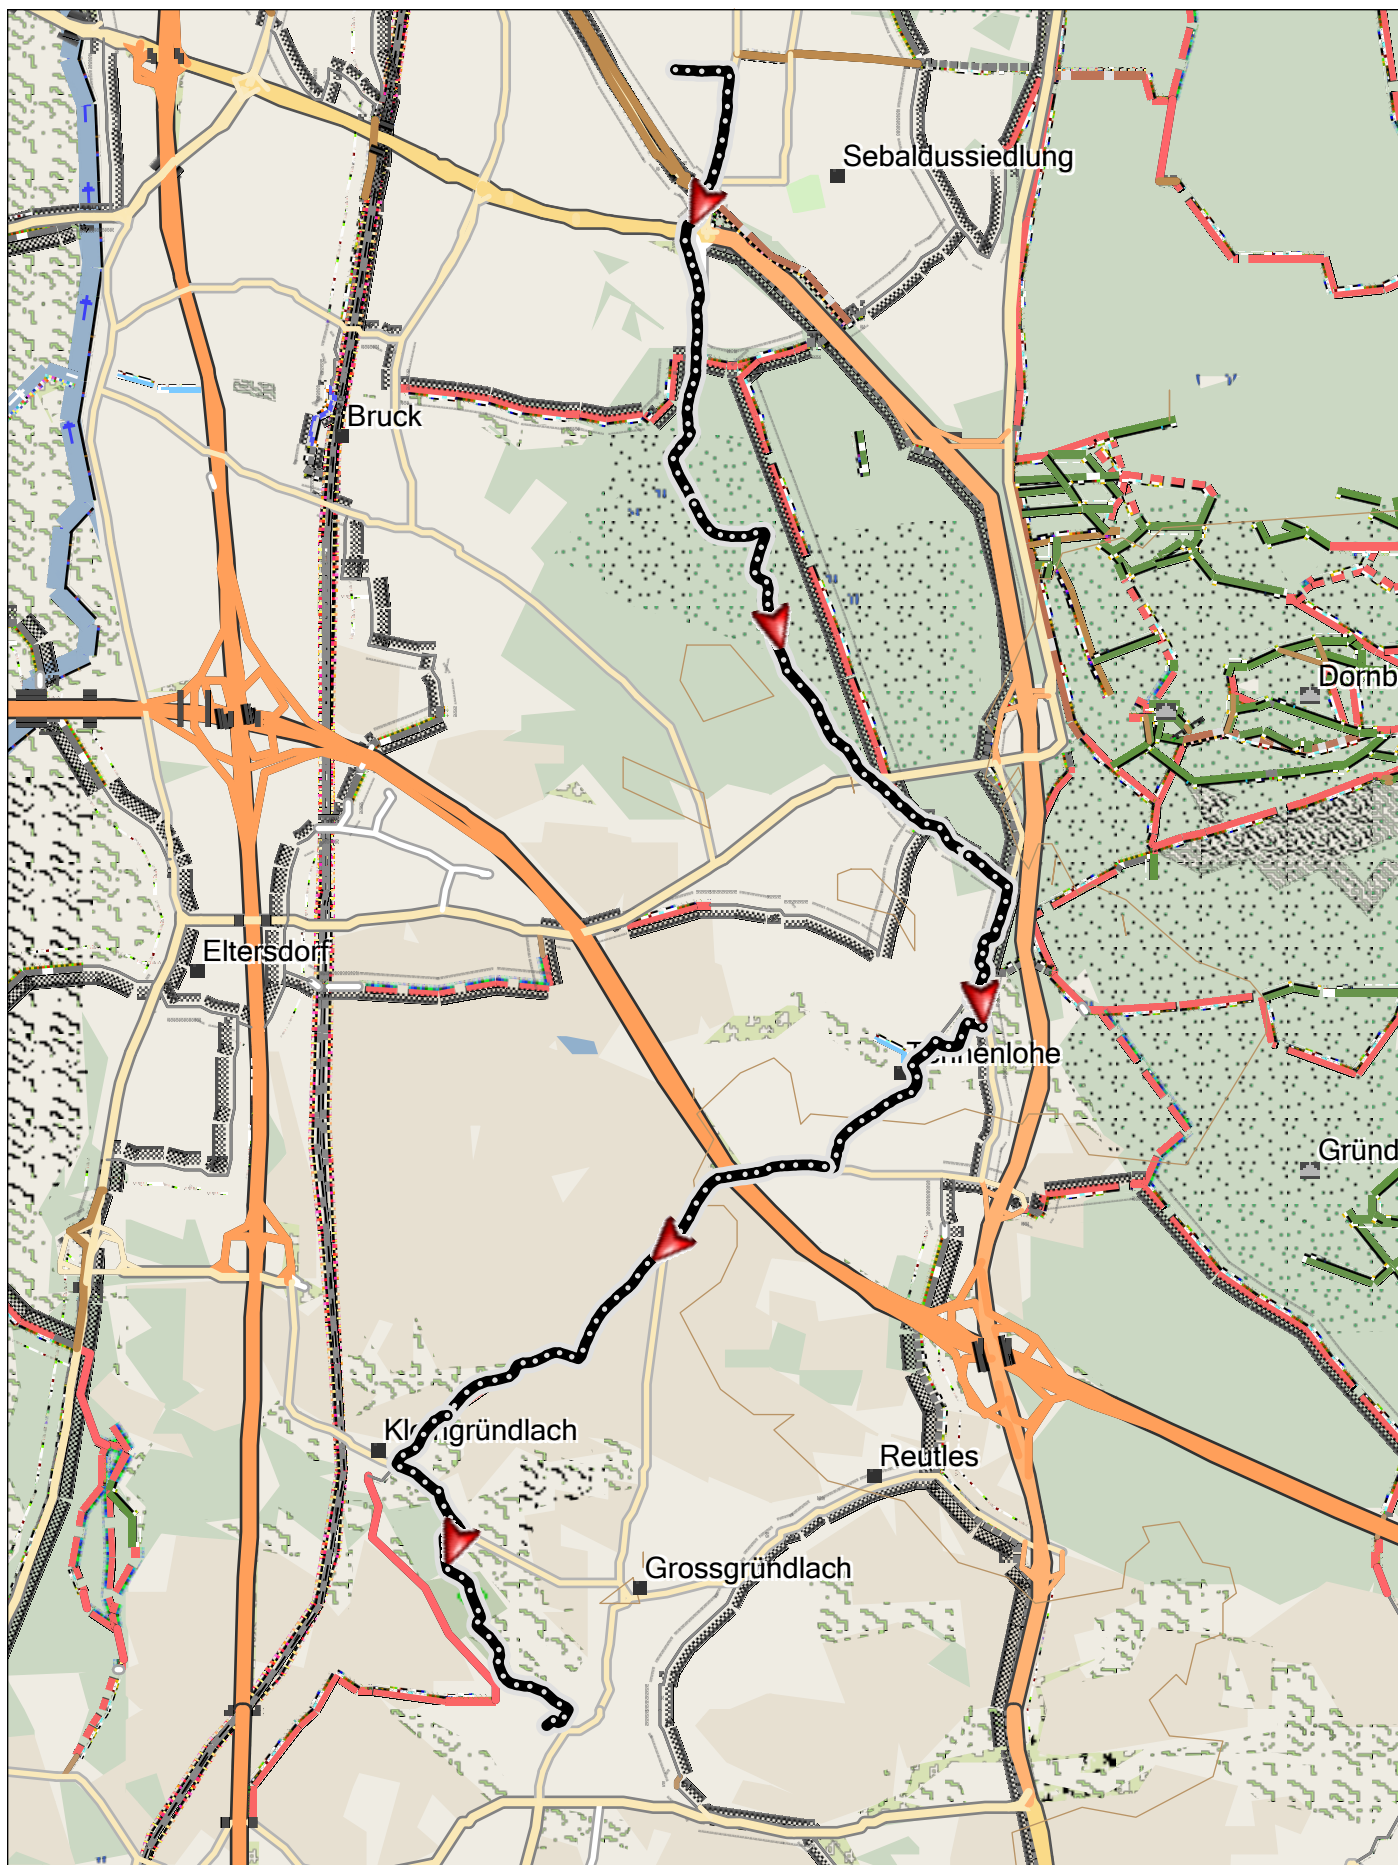 Sebaldussiedlung
Bruck
Dornb
Eltersdorf
Gründ
Reutles
Grossgründlach